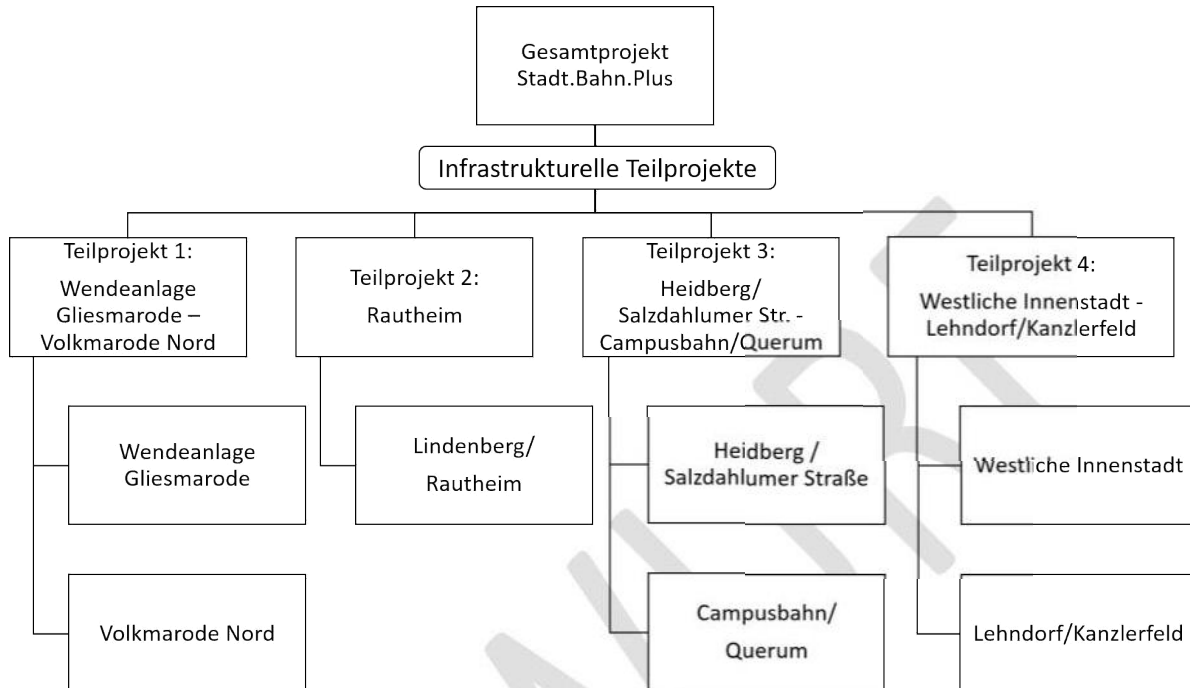 Gesamtprojekt
Stadt.Bahn.Plus
Infrastrukturelle Teilprojekte
Teilprojekt 1:
Wendeanlage
Gliesmarode –
Volkmarode Nord
Teilprojekt 2:
Rautheim
Teilprojekt 3:
Heidberg/
Salzdahlumer Str. -
Campusbahn/Querum
Teilprojekt 4:
Westliche Innenstadt -
Lehndorf/Kanzlerfeld
Wendeanlage
Gliesmarode
Volkmarode Nord
Lindenberg/
Rautheim
Heidberg /
Salzdahlumer Straße
Campusbahn/
Querum
Westliche Innenstadt
Lehndorf/Kanzlerfeld